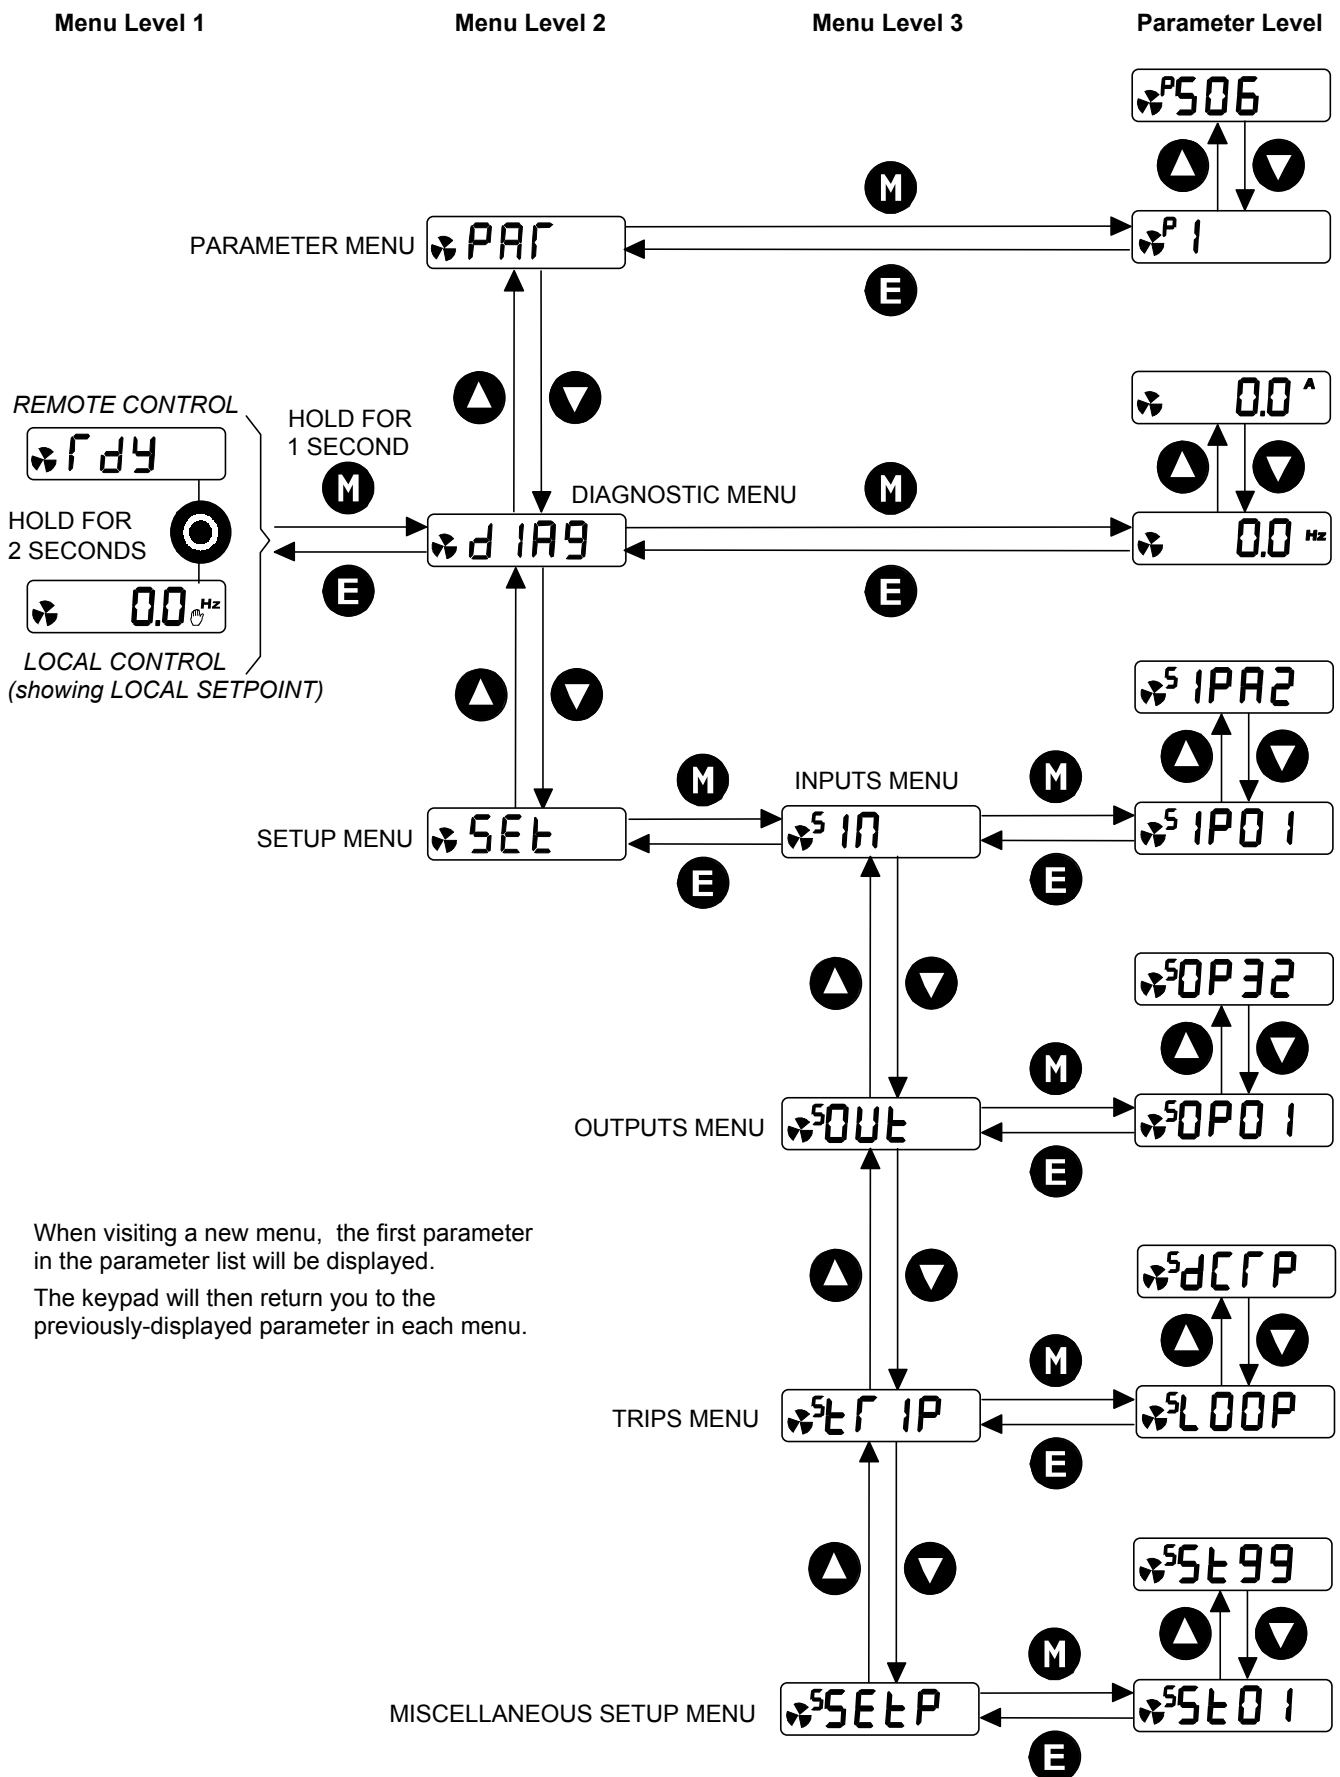 Menu Level 1 Menu Level 2 Menu Level 3 Parameter Level
P S06
M
PARAMETER MENU PAr P 1
E
REMOTE CONTROL
rdy
HOLD FOR
2 SECONDS
0.0 Hz
LOCAL CONTROL
(showing LOCAL SETPOINT)
HOLD FOR
1 SECOND
M
E
DIAGNOSTIC MENU
dIAg
M
E
0.0 A
0.0 Hz
SETUP MENU SEt
M
E
INPUTS MENU
S In
M
E
S IPA2
S IP01
OUTPUTS MENU S OUt
M
E
S OP32
S OP01
When visiting a new menu, the first parameter
in the parameter list will be displayed.
The keypad will then return you to the
previously-displayed parameter in each menu.
TRIPS MENU S trIP
M
E
S dCrP
S LOOP
MISCELLANEOUS SETUP MENU S SEtP
M
E
S St99
S St01